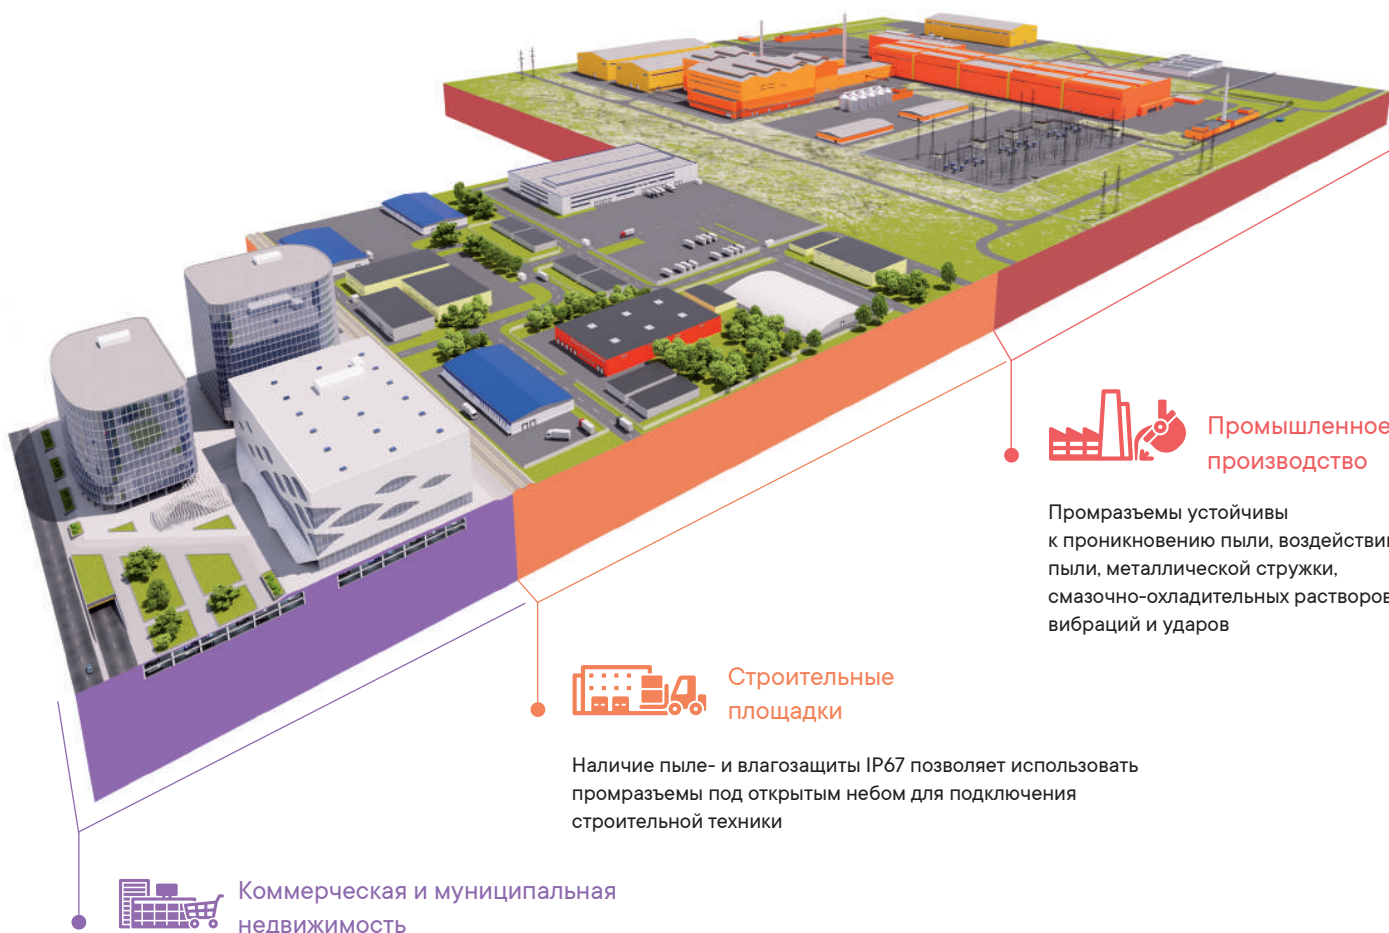 Промышленное
производство
Промразъемы устойчивы
к проникновению пыли,
пыли, металлической стружки,
смазочно-охладительных растворов
вибраций и ударов
Строительные
площадки
Наличие пыле- и влагозащиты IP67 позволяет использовать
промразъемы под открытым небом для подключения
строительной техники
Коммерческая и муниципальная
недвижимость